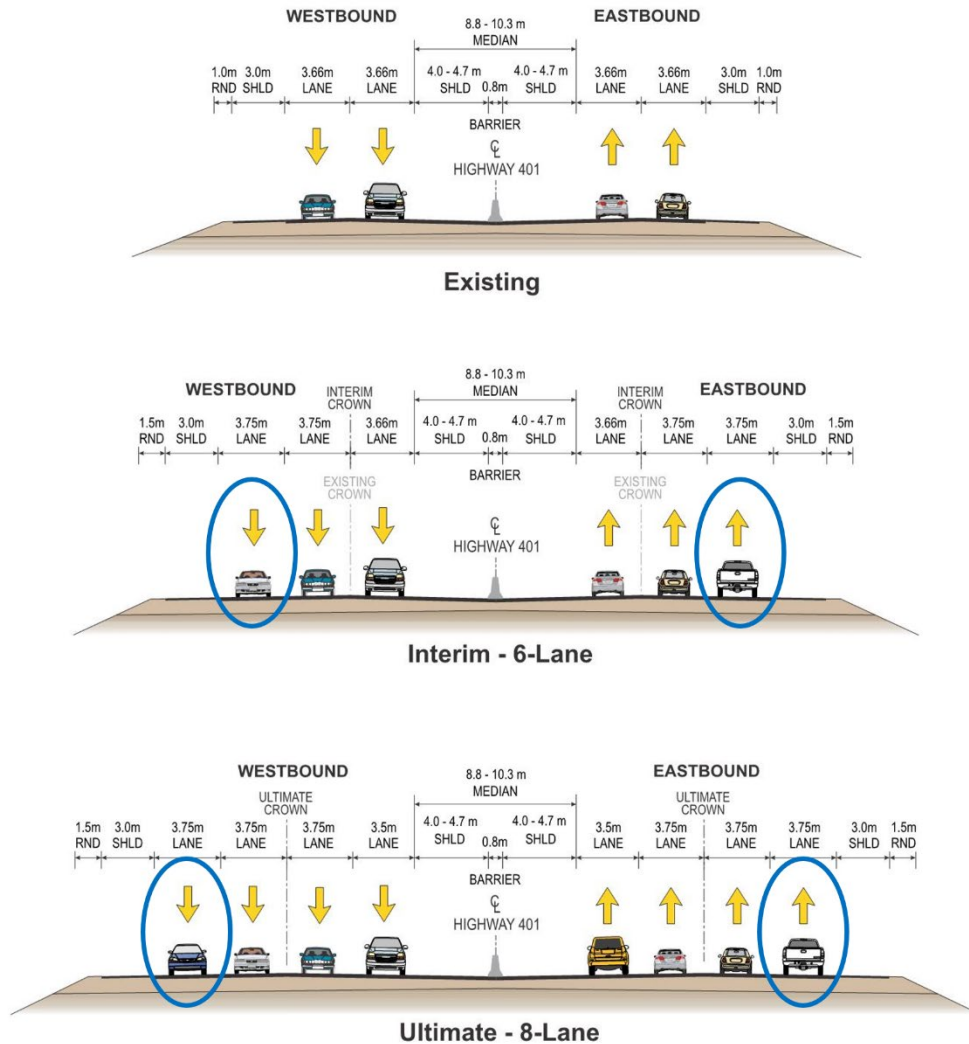 WESTBOUND
EASTBOUND
8.8 - 10.3 m
MEDIAN
1.0m 3.0m 3.66m 3.66m 4.0 - 4.7 m 0.8m 4.0 - 4.7 m 3.66m 3.66m 3.0m 1.0m
RND SHLD LANE LANE SHLD SHLD LANE LANE SHLD RND
BARRIER
℄
HIGHWAY 401
Existing
8.8 - 10.3 m
MEDIAN
WESTBOUND INTERIM CROWN INTERIM CROWN EASTBOUND
1.5m 3.0m 3.75m 3.75m 3.66m 4.0 - 4.7 m 0.8m 4.0 - 4.7 m 3.66m 3.75m 3.75m 3.0m 1.5m
RND SHLD LANE LANE LANE SHLD SHLD LANE LANE LANE SHLD RND
BARRIER
EXISTING CROWN EXISTING CROWN
℄
HIGHWAY 401
Interim - 6-Lane
WESTBOUND
EASTBOUND
8.8 - 10.3 m
MEDIAN
ULTIMATE CROWN ULTIMATE CROWN
1.5m 3.0m 3.75m 3.75m 3.75m 3.5m 4.0 - 4.7 m 0.8m 4.0 - 4.7 m 3.5m 3.75m 3.75m 3.75m 3.0m 1.5m
RND SHLD LANE LANE LANE LANE SHLD SHLD LANE LANE LANE LANE SHLD RND
BARRIER
℄
HIGHWAY 401
Ultimate - 8-Lane